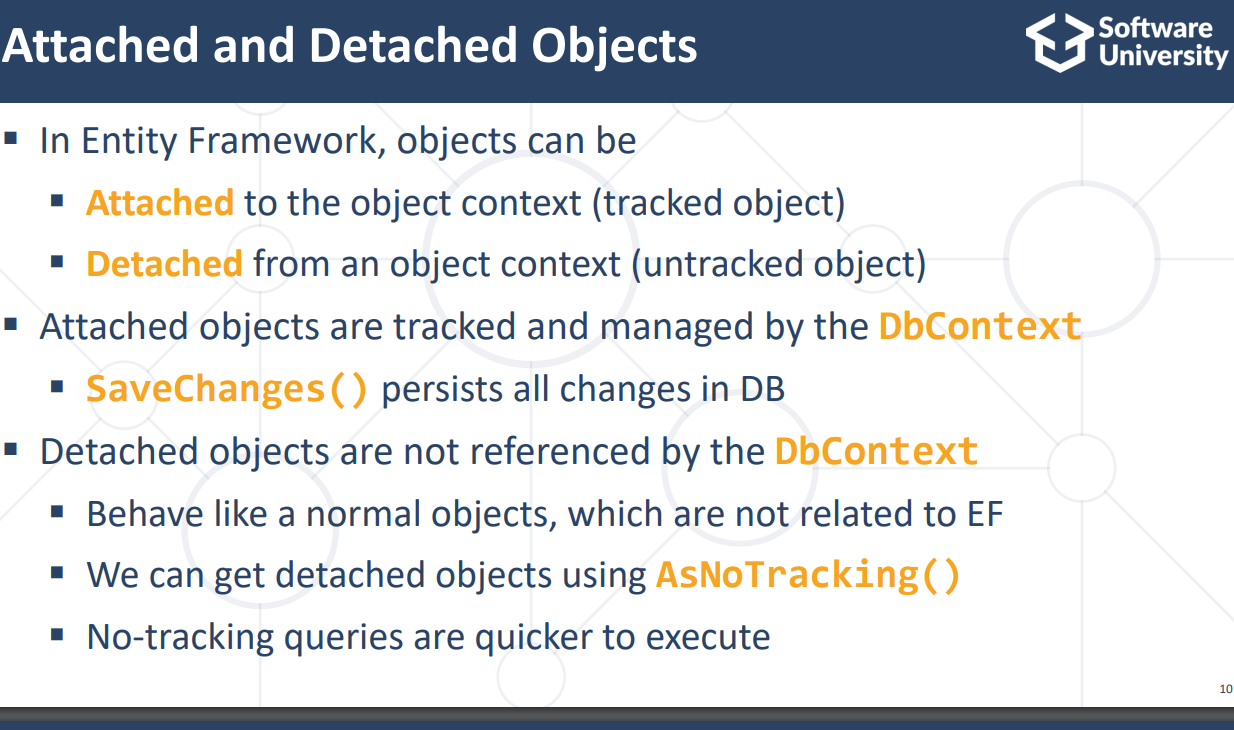 Attached and Detached Objects
Software
University
▪ In Entity Framework, objects can be
▪ Attached to the object context (tracked object)
▪ Detached from an object context (untracked object)
▪ Attached objects are tracked and managed by the DbContext
▪ SaveChanges() persists all changes in DB
▪ Detached objects are not referenced by the DbContext
▪ Behave like a normal objects, which are not related to EF
▪ We can get detached objects using AsNoTracking()
▪ No-tracking queries are quicker to execute
10